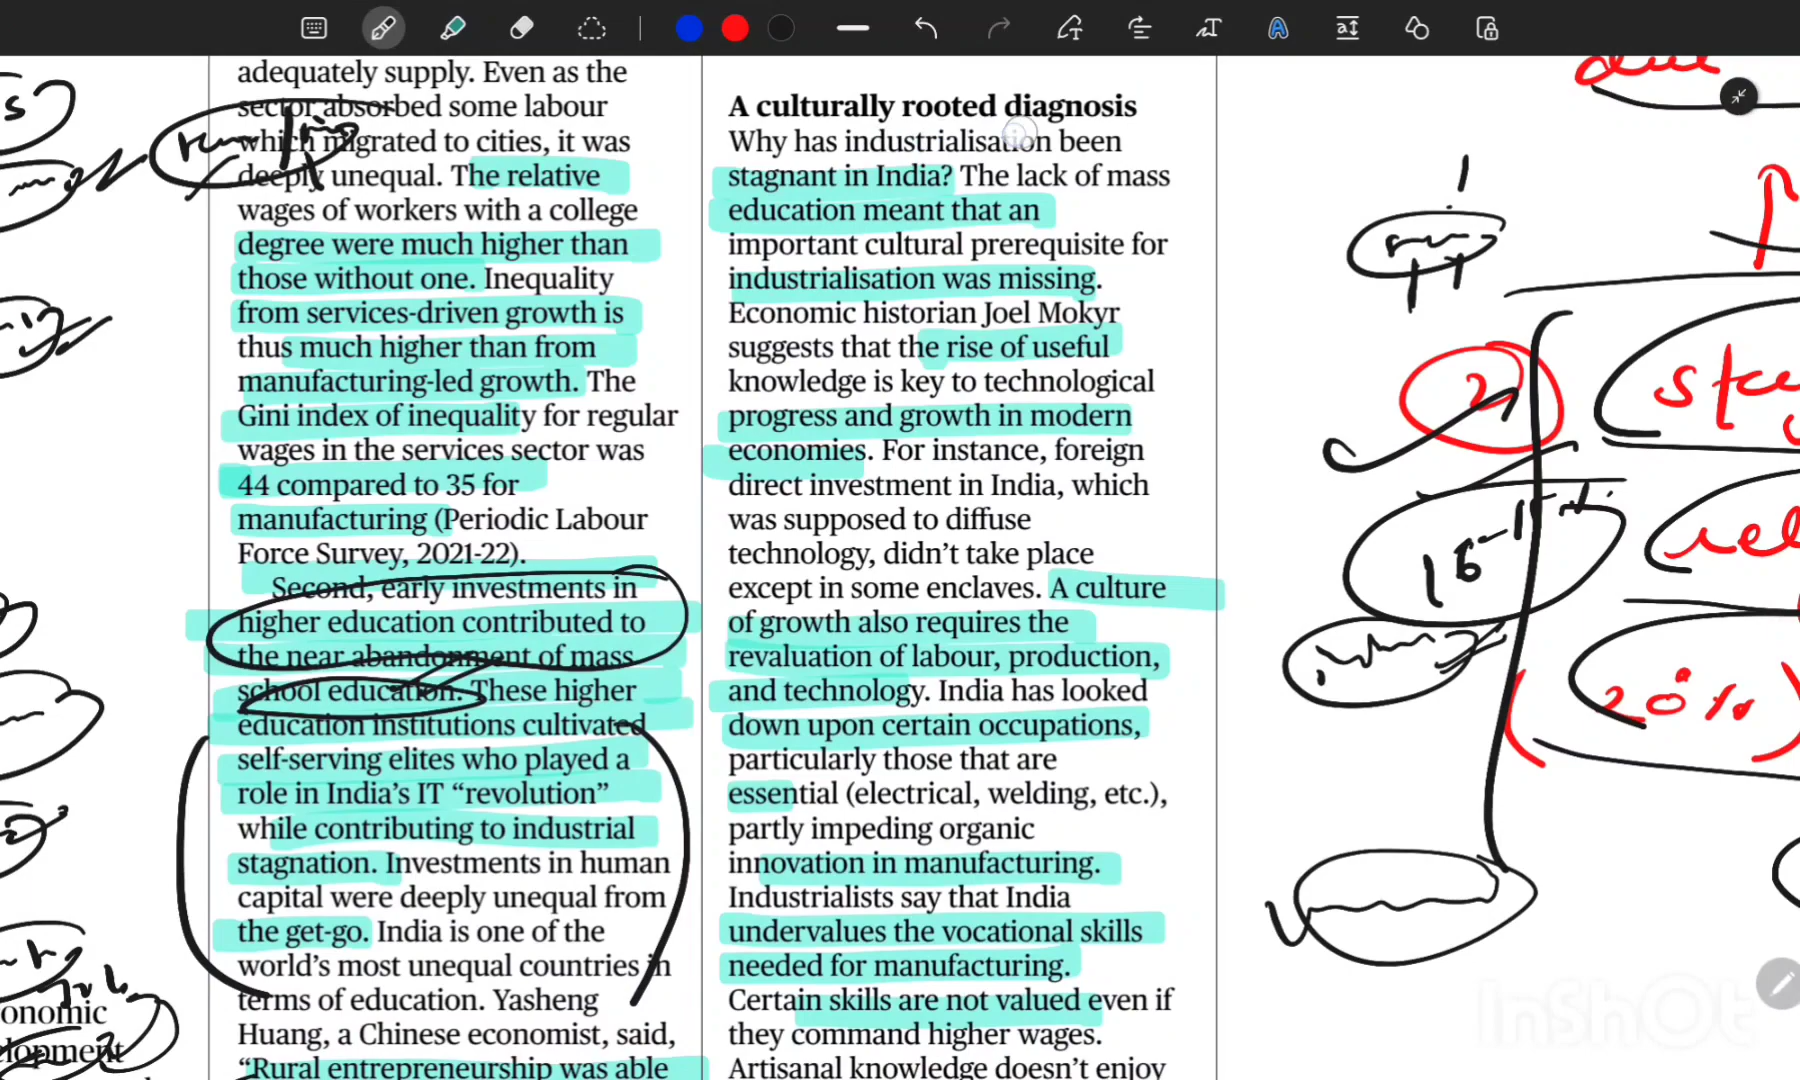 adequately supply. Even as the
sector absorbed some labour
which migrated to cities, it was
deeply unequal. The relative
wages of workers with a college
degree were much higher than
those without one. Inequality
from services-driven growth is
thus much higher than from
manufacturing-led growth. The
Gini index of inequality for regular
wages in the services sector was
44 compared to 35 for
manufacturing (Periodic Labour
Force Survey, 2021-22).
Second, early investments in
higher education contributed to
the near abandonment of mass
school education. These higher
education institutions cultivated
self-serving elites who played a
role in India’s IT “revolution”
while contributing to industrial
stagnation. Investments in human
capital were deeply unequal from
the get-go. India is one of the
world’s most unequal countries in
terms of education. Yasheng
Huang, a Chinese economist, said,
“Rural entrepreneurship was able
A culturally rooted diagnosis
Why has industrialisation been
stagnant in India? The lack of mass
education meant that an
important cultural prerequisite for
industrialisation was missing.
Economic historian Joel Mokyr
suggests that the rise of useful
knowledge is key to technological
progress and growth in modern
economies. For instance, foreign
direct investment in India, which
was supposed to diffuse
technology, didn’t take place
except in some enclaves. A culture
of growth also requires the
revaluation of labour, production,
and technology. India has looked
down upon certain occupations,
particularly those that are
essential (electrical, welding, etc.),
partly impeding organic
innovation in manufacturing.
Industrialists say that India
undervalues the vocational skills
needed for manufacturing.
Certain skills are not valued even if
they command higher wages.
Artisanal knowledge doesn’t enjoy
onomic
elopment
20%
InShOt